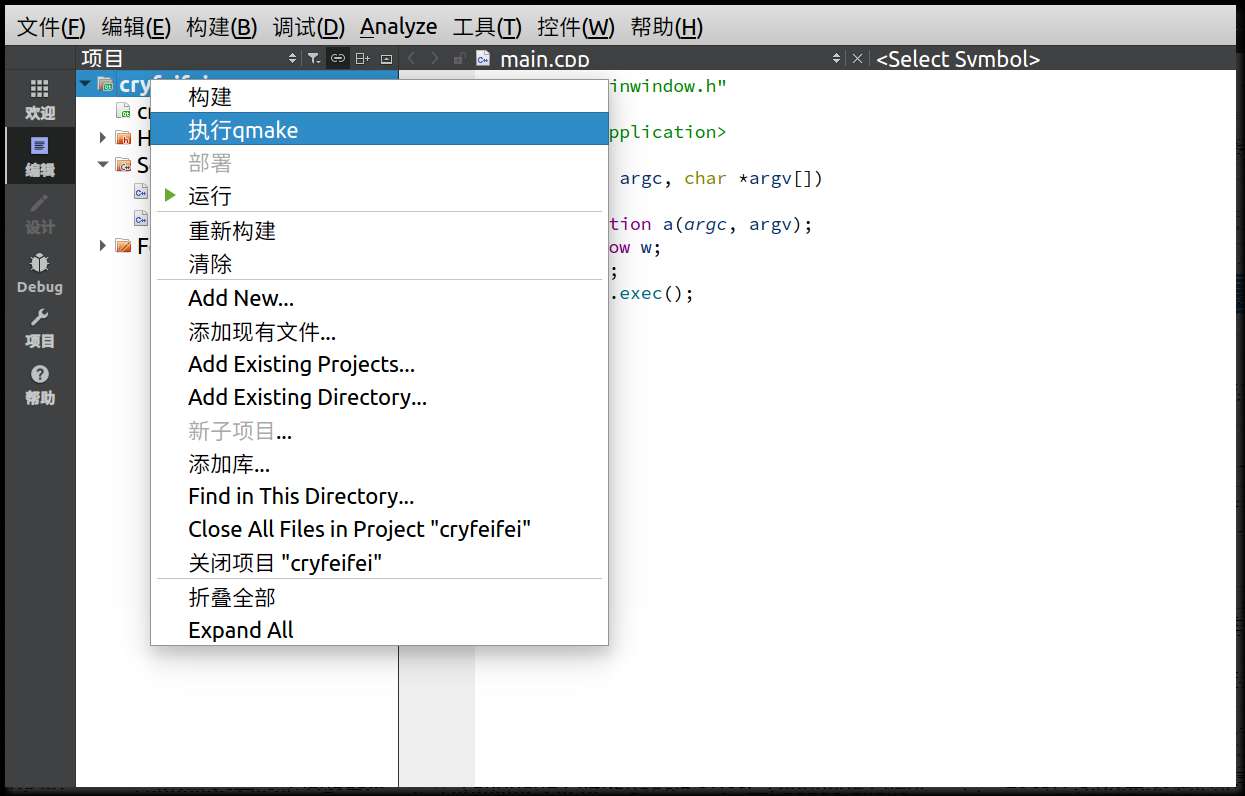 文件(F) 编辑(E) 构建(B) 调试(D) Analyze 工具(T) 控件(W) 帮助(H)
项目
main.cpp
<Select Symbol>
欢迎
编辑
设计
Debug
项目
帮助
构建
执行qmake
部署
运行
重新构建
清除
Add New...
添加现有文件...
Add Existing Projects...
Add Existing Directory...
新子项目...
添加库...
Find in This Directory...
Close All Files in Project "cryfeifei"
关闭项目 "cryfeifei"
折叠全部
Expand All
inwindow.h"
pplication>
argc, char *argv[])
tion a(argc, argv);
ow w;
;
.exec();